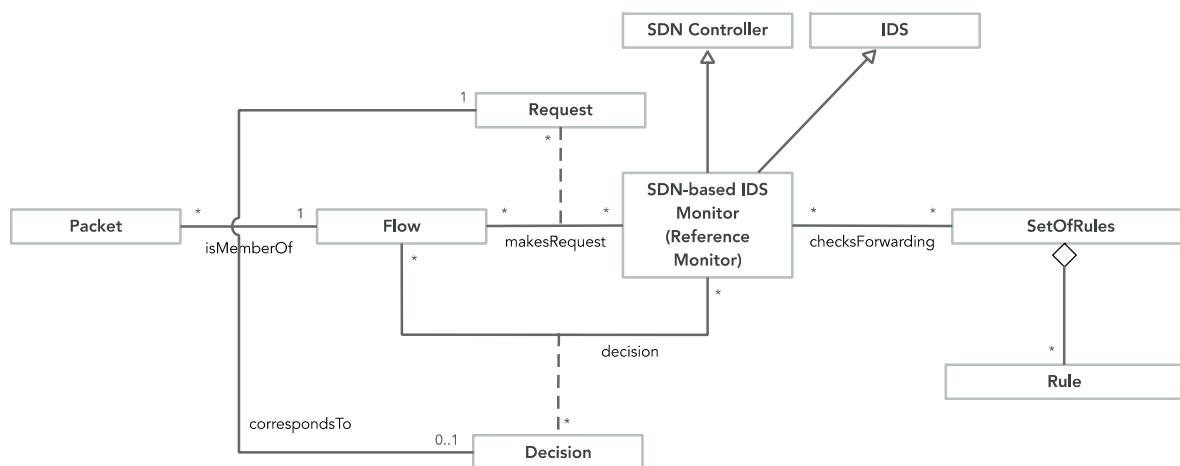 SDN Controller
IDS
1
Request
*
SDN-based IDS
Monitor
(Reference
Monitor)
Packet
*
1
Flow
*
*
*
*
SetOfRules
isMemberOf
makesRequest
checksForwarding
*
*
decision
*
Rule
correspondsTo
0..1
*
Decision